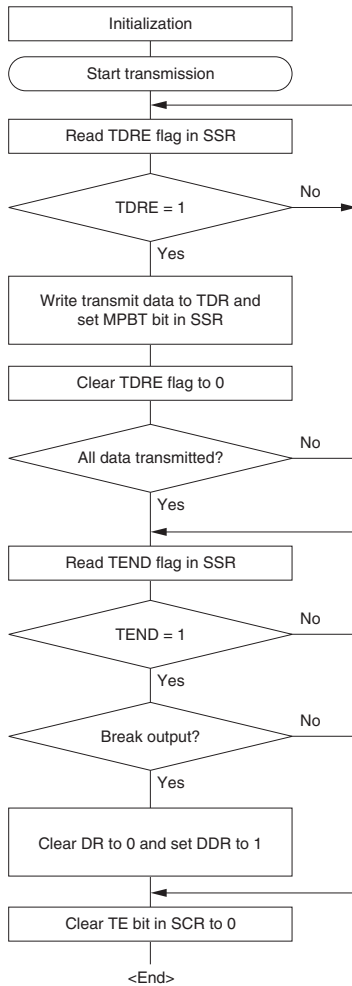 Initialization
Start transmission
Read TDRE flag in SSR
TDRE = 1
No
Yes
Write transmit data to TDR and
set MPBT bit in SSR
Clear TDRE flag to 0
All data transmitted?
No
Yes
Read TEND flag in SSR
TEND = 1
No
Yes
Break output?
No
Yes
Clear DR to 0 and set DDR to 1
Clear TE bit in SCR to 0
<End>